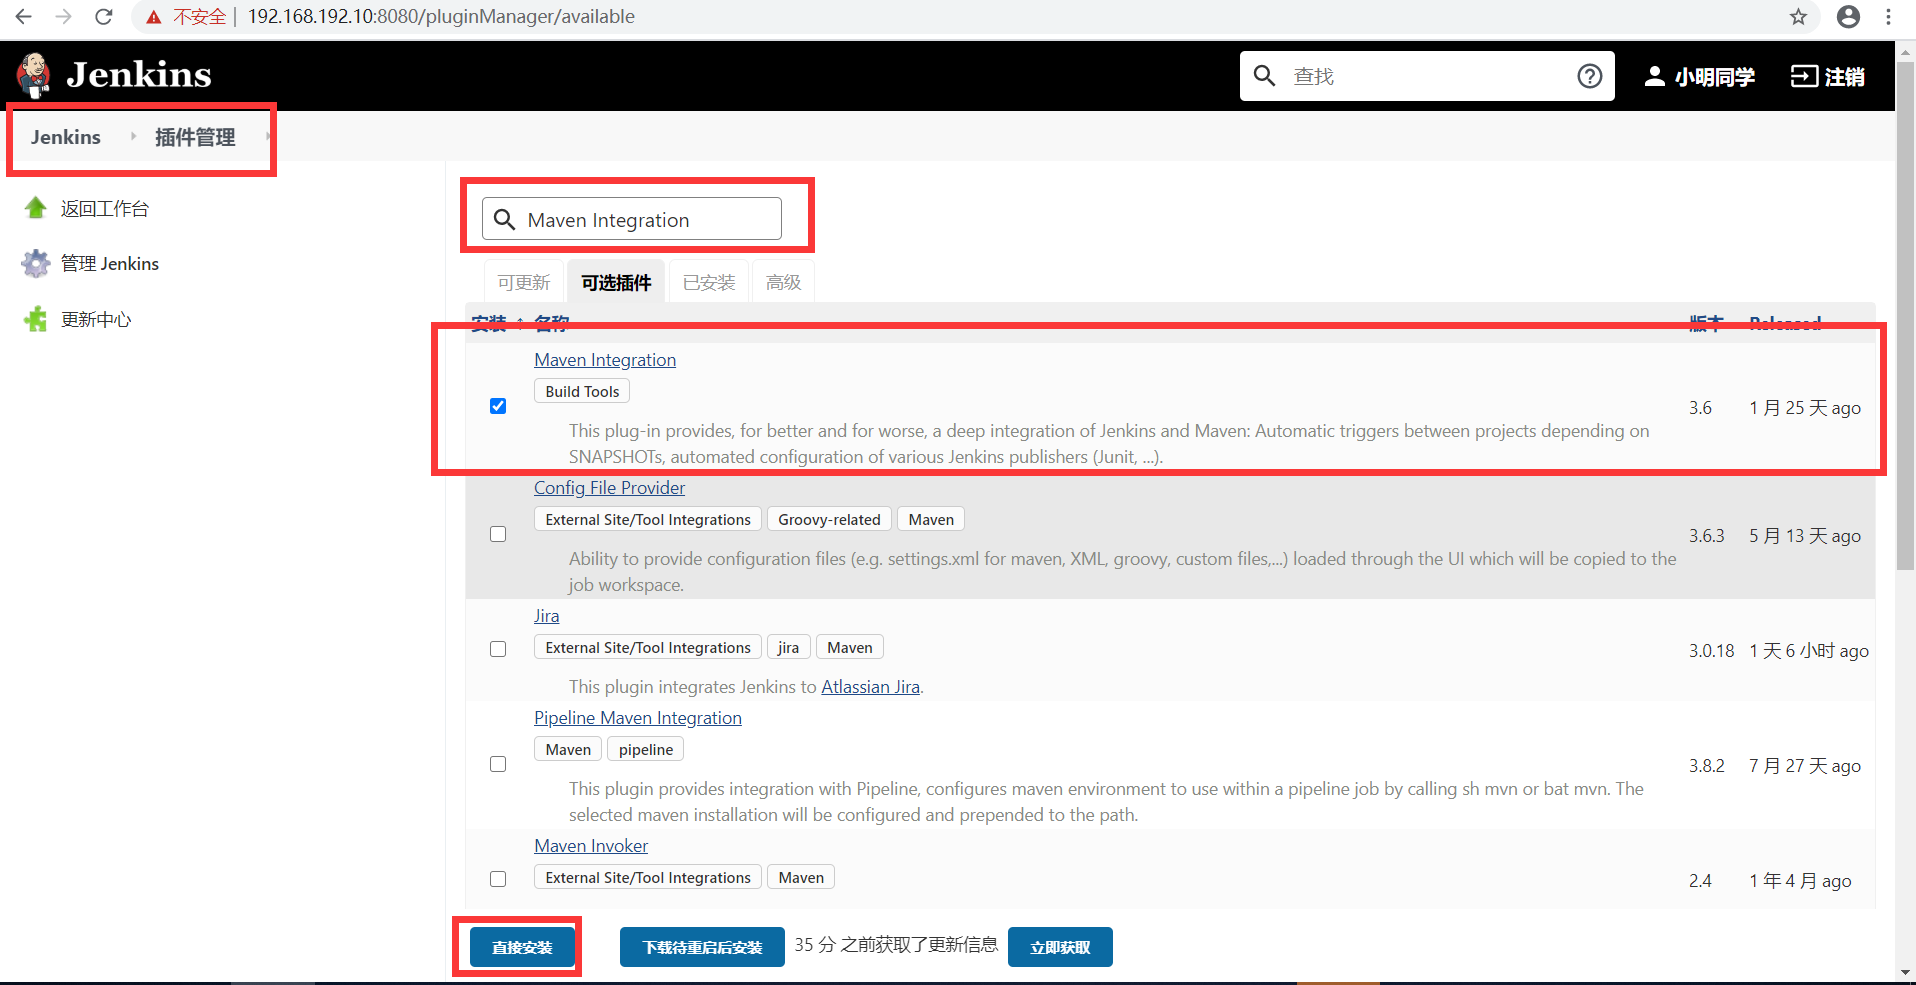 不安全 | 192.168.192.10:8080/pluginManager/available
Jenkins
查找
小明同学
注销
Jenkins
插件管理
返回工作台
管理 Jenkins
更新中心
Maven Integration
可更新
可选插件
已安装
高级
安装 ↑ 名称 版本 Released
Maven Integration
Build Tools
3.6 1 月 25 天 ago
This plug-in provides, for better and for worse, a deep integration of Jenkins and Maven: Automatic triggers between projects depending on
SNAPSHOTs, automated configuration of various Jenkins publishers (Junit, ...).
Config File Provider
External Site/Tool Integrations Groovy-related Maven
3.6.3 5 月 13 天 ago
Ability to provide configuration files (e.g. settings.xml for maven, XML, groovy, custom files,...) loaded through the UI which will be copied to the
job workspace.
Jira
External Site/Tool Integrations jira Maven
3.0.18 1 天 6 小时 ago
This plugin integrates Jenkins to Atlassian Jira.
Pipeline Maven Integration
Maven pipeline
3.8.2 7 月 27 天 ago
This plugin provides integration with Pipeline, configures maven environment to use within a pipeline job by calling sh mvn or bat mvn. The
selected maven installation will be configured and prepended to the path.
Maven Invoker
External Site/Tool Integrations Maven
2.4 1 年 4 月 ago
直接安装
下载待重启后安装
35 分 之前获取了更新信息
立即获取